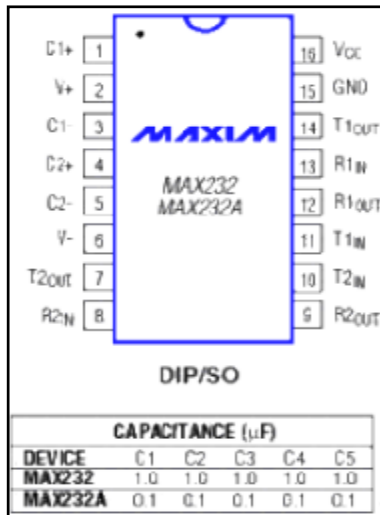 C1+ 1 16 VCC
V+ 2 15 GND
C1- 3 14 T1OUT
MAXIM
C2+ 4 13 R1IN
MAX232
C2- 5 12 R1OUT
MAX232A
V- 6 11 T1IN
T2OUT 7 10 T2IN
R2IN 8 9 R2OUT
DIP/SO
CAPACITANCE (µF)
DEVICE C1 C2 C3 C4 C5
MAX232 1.0 1.0 1.0 1.0 1.0
MAX232A 0.1 0.1 0.1 0.1 0.1